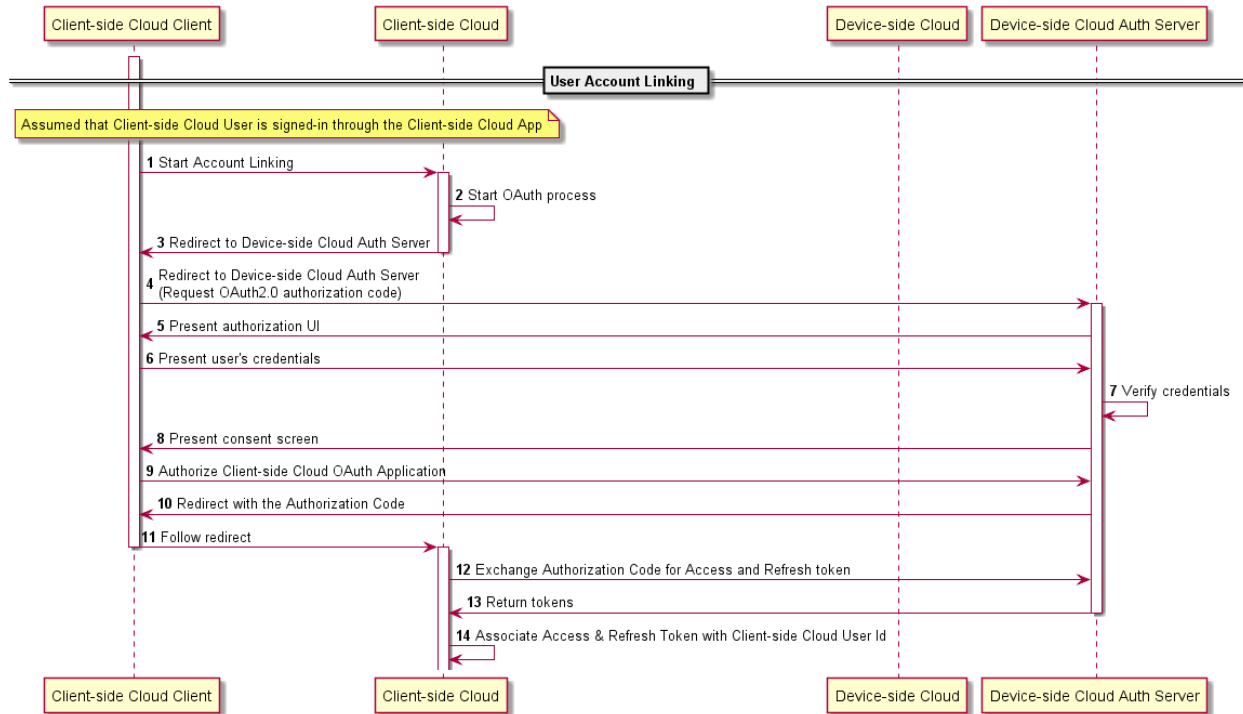 Client-side Cloud Client
Client-side Cloud
Device-side Cloud
Device-side Cloud Auth Server
User Account Linking
Assumed that Client-side Cloud User is signed-in through the Client-side Cloud App
1 Start Account Linking
2 Start OAuth process
3 Redirect to Device-side Cloud Auth Server
4 Redirect to Device-side Cloud Auth Server
(Request OAuth2.0 authorization code)
5 Present authorization UI
6 Present user's credentials
7 Verify credentials
8 Present consent screen
9 Authorize Client-side Cloud OAuth Application
10 Redirect with the Authorization Code
11 Follow redirect
12 Exchange Authorization Code for Access and Refresh token
13 Return tokens
14 Associate Access & Refresh Token with Client-side Cloud User Id
Client-side Cloud Client
Client-side Cloud
Device-side Cloud
Device-side Cloud Auth Server